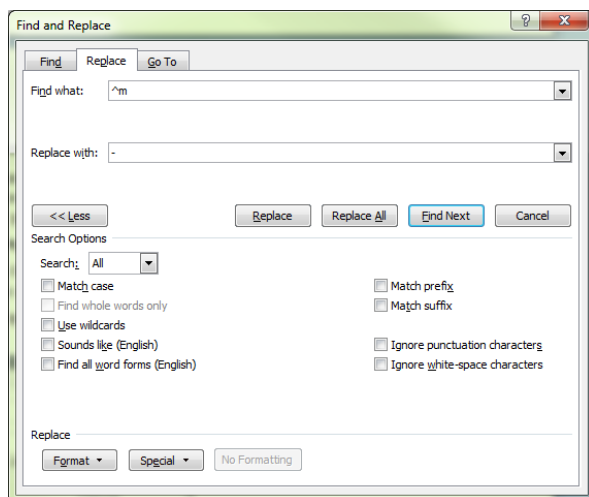 Find and Replace
Find Replace Go To
Find what: ^m
Replace with: -
<< Less Replace Replace All Find Next Cancel
Search Options
Search: All
Match case Match prefix
Find whole words only Match suffix
Use wildcards
Sounds like (English) Ignore punctuation characters
Find all word forms (English) Ignore white-space characters
Replace
Format Special No Formatting